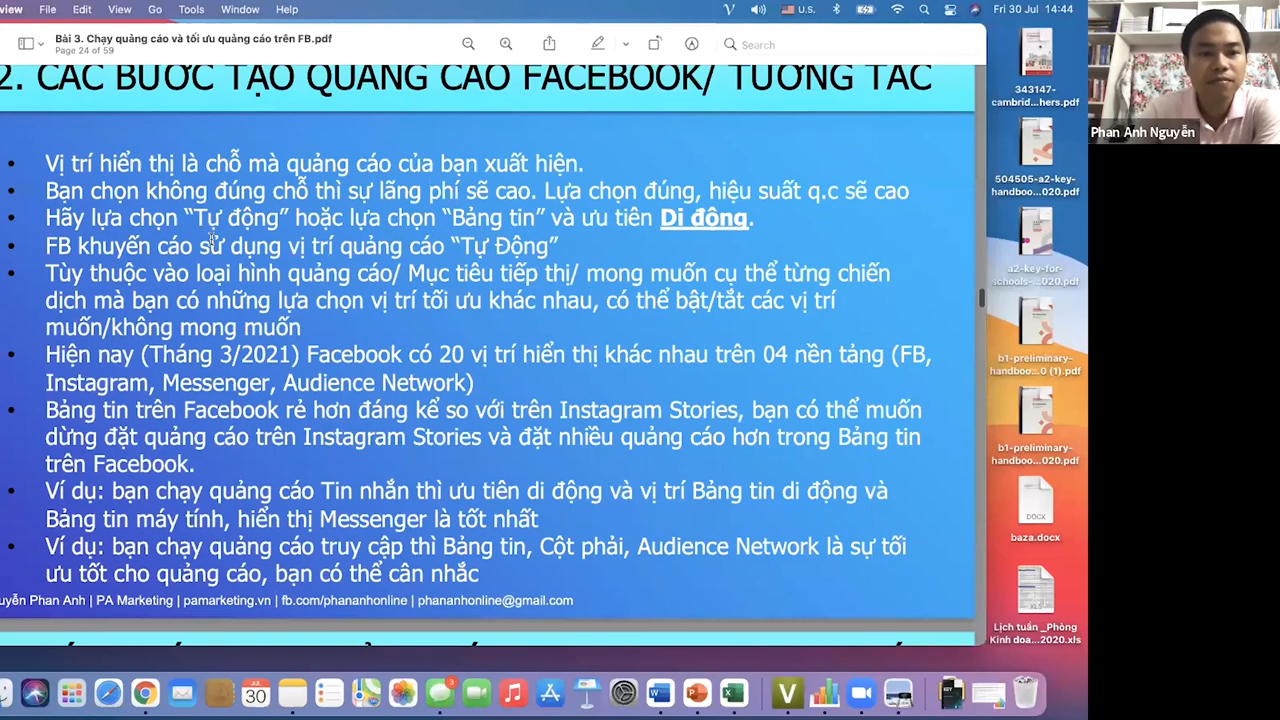 view File Edit View Go Tools Window Help U.S. Fri 30 Jul 14:44
Bài 3. Chạy quảng cáo và tối ưu quảng cáo trên FB.pdf
Page 24 of 59
Search
2. CÁC BƯỚC TẠO QUẢNG CÁO FACEBOOK/ TƯƠNG TÁC
• Vị trí hiển thị là chỗ mà quảng cáo của bạn xuất hiện.
• Bạn chọn không đúng chỗ thì sự lãng phí sẽ cao. Lựa chọn đúng, hiệu suất q.c sẽ cao
• Hãy lựa chọn “Tự động” hoặc lựa chọn “Bảng tin” và ưu tiên Di đông.
• FB khuyến cáo sử dụng vị trí quảng cáo “Tự Động”
• Tùy thuộc vào loại hình quảng cáo/ Mục tiêu tiếp thị/ mong muốn cụ thể từng chiến
dịch mà bạn có những lựa chọn vị trí tối ưu khác nhau, có thể bật/tắt các vị trí
muốn/không mong muốn
• Hiện nay (Tháng 3/2021) Facebook có 20 vị trí hiển thị khác nhau trên 04 nền tảng (FB,
Instagram, Messenger, Audience Network)
• Bảng tin trên Facebook rẻ hơn đáng kể so với trên Instagram Stories, bạn có thể muốn
dừng đặt quảng cáo trên Instagram Stories và đặt nhiều quảng cáo hơn trong Bảng tin
trên Facebook.
• Ví dụ: bạn chạy quảng cáo Tin nhắn thì ưu tiên di động và vị trí Bảng tin di động và
Bảng tin máy tính, hiển thị Messenger là tốt nhất
• Ví dụ: bạn chạy quảng cáo truy cập thì Bảng tin, Cột phải, Audience Network là sự tối
ưu tốt cho quảng cáo, bạn có thể cân nhắc
uyễn Phan Anh | PA Marketing | pamarketing.vn | fb.com/phananhonline | phananhonline@gmail.com
343147-
cambrid...hers.pdf
504505-a2-key-
handboo...020.pdf
a2-key-for-
schools-...020.pdf
b1-preliminary-
handboo...0 (1).pdf
b1-preliminary-
handboo...020.pdf
DOCX
baza.docx
XLS
Lịch tuần _Phòng
Kinh doa...2020.xls
Phan Anh Nguyễn
JUL
30
3